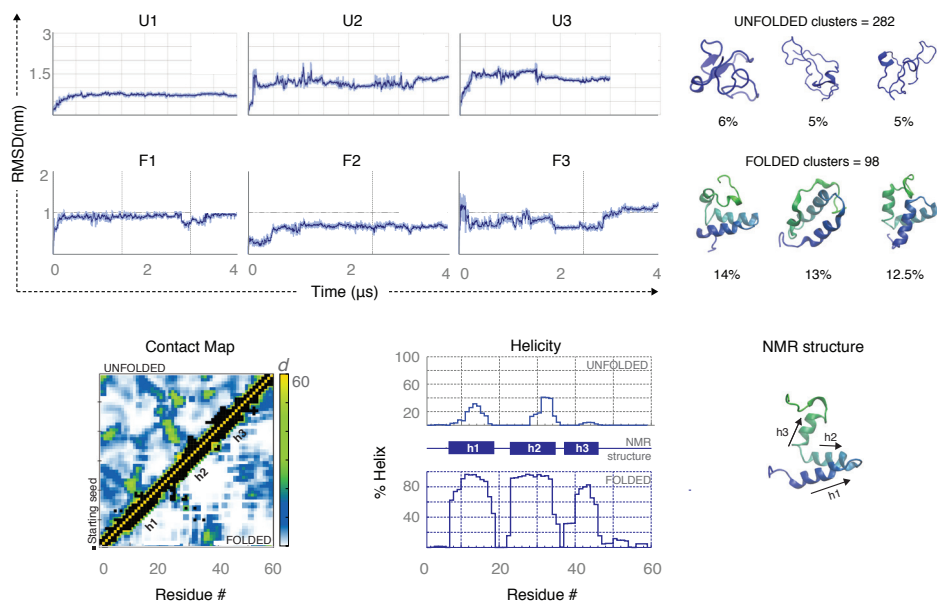 U1
U2
U3
UNFOLDED clusters = 282
3
1.5
6%
5%
5%
RMSD(nm)
F1
F2
F3
FOLDED clusters = 98
2
1
0
2
4
0
2
4
0
2
4
14%
13%
12.5%
Time (µs)
Contact Map
Helicity
NMR structure
UNFOLDED
d
60
h1
h2
h3
FOLDED
Starting seed
0
0
20
40
60
Residue #
% Helix
100
60
20
UNFOLDED
h1
h2
h3
NMR
structure
80
40
FOLDED
0
20
40
60
Residue #
h3
h2
h1